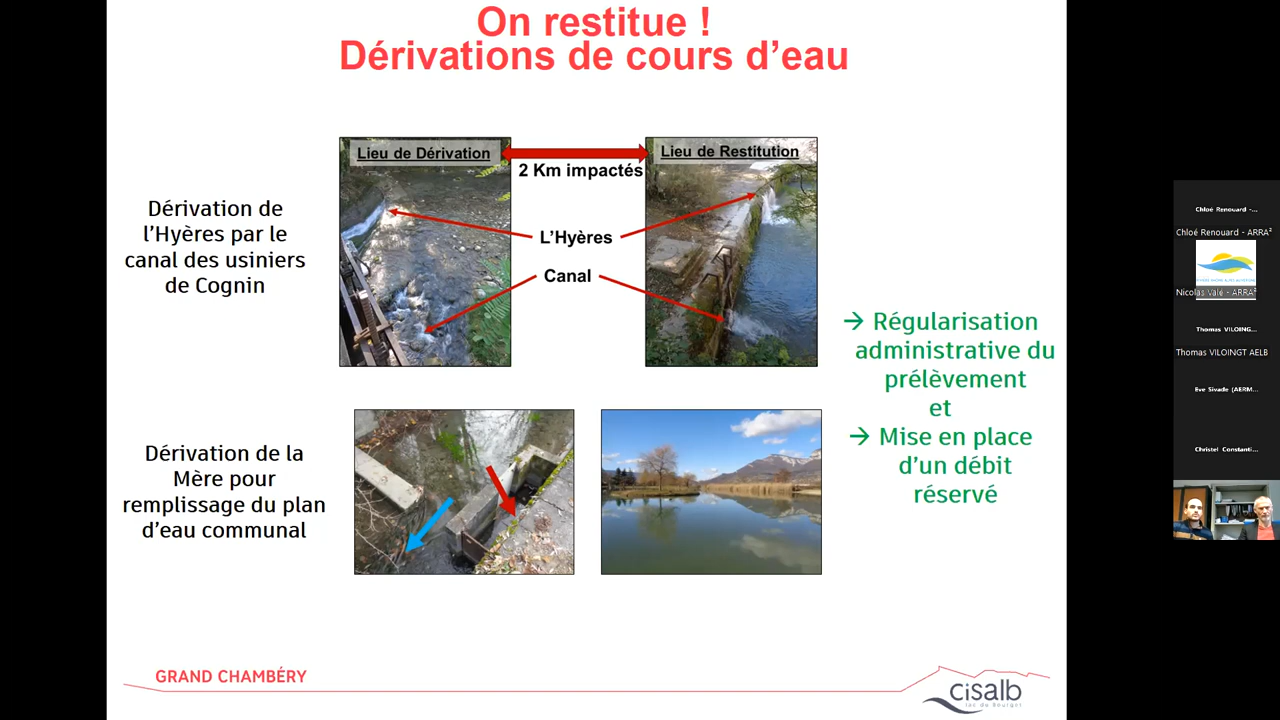 On restitue !
Dérivations de cours d’eau
Lieu de Dérivation
Lieu de Restitution
2 Km impactés
L’Hyères
Canal
Dérivation de
l’Hyères par le
canal des usiniers
de Cognin
Dérivation de la
Mère pour
remplissage du plan
d’eau communal
→ Régularisation
administrative du
prélèvement
et
→ Mise en place
d’un débit
réservé
GRAND CHAMBÉRY
cisalb
lac du Bourget
Chloé Renouard -...
Chloé Renouard - ARRA²
Nicolas Valé - ARRA²
Thomas VILOING...
Thomas VILOINGT AELB
Eve Sivade (AERM...
Christel Constanti...